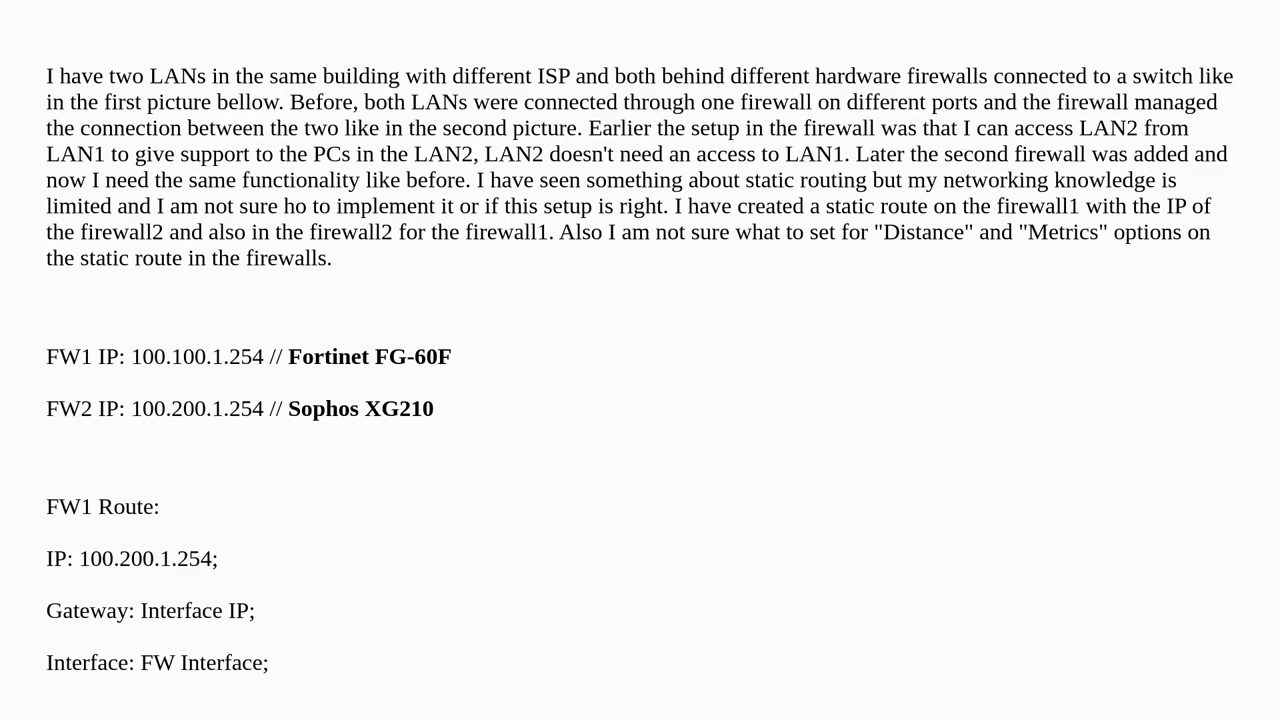 I have two LANs in the same building with different ISP and both behind different hardware firewalls connected to a switch like
in the first picture bellow. Before, both LANs were connected through one firewall on different ports and the firewall managed
the connection between the two like in the second picture. Earlier the setup in the firewall was that I can access LAN2 from
LAN1 to give support to the PCs in the LAN2, LAN2 doesn't need an access to LAN1. Later the second firewall was added and
now I need the same functionality like before. I have seen something about static routing but my networking knowledge is
limited and I am not sure ho to implement it or if this setup is right. I have created a static route on the firewall1 with the IP of
the firewall2 and also in the firewall2 for the firewall1. Also I am not sure what to set for "Distance" and "Metrics" options on
the static route in the firewalls.
FW1 IP: 100.100.1.254 // Fortinet FG-60F
FW2 IP: 100.200.1.254 // Sophos XG210
FW1 Route:
IP: 100.200.1.254;
Gateway: Interface IP;
Interface: FW Interface;